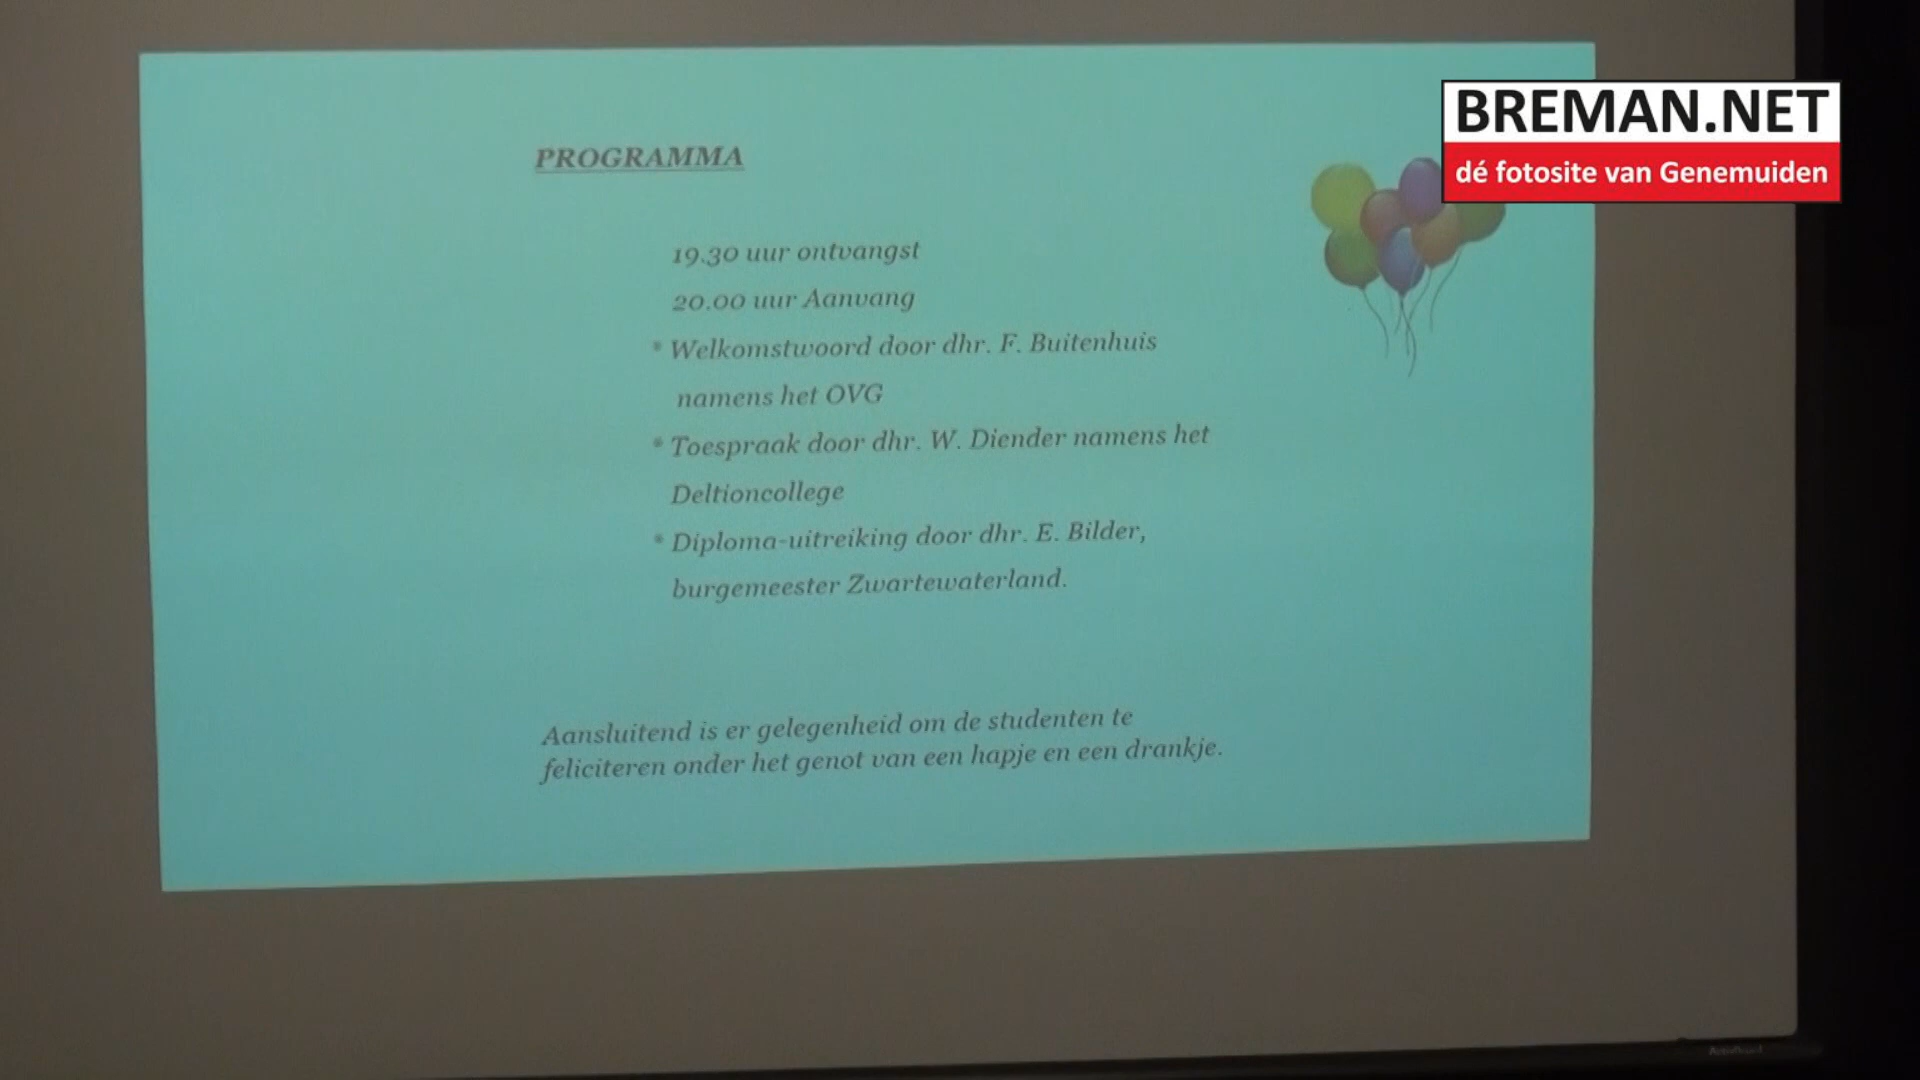 BREMAN.NET
dé fotosite van Genemuiden
PROGRAMMA
19.30 uur ontvangst
20.00 uur Aanvang
* Welkomstwoord door dhr. F. Buitenhuis
namens het OVG
* Toespraak door dhr. W. Diender namens het
Deltioncollege
* Diploma-uitreiking door dhr. E. Bilder,
burgemeester Zwartewaterland.
Aansluitend is er gelegenheid om de studenten te
feliciteren onder het genot van een hapje en een drankje.